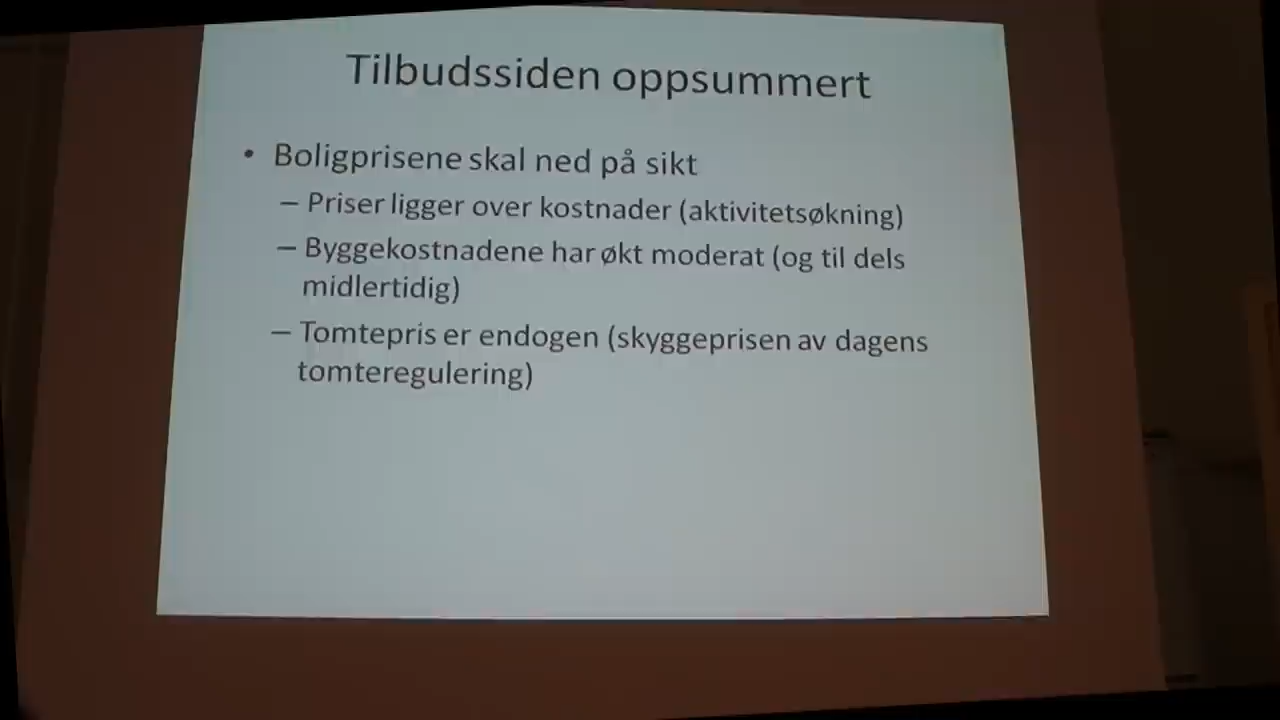 Tilbudssiden oppsummert
• Boligprisene skal ned på sikt
– Priser ligger over kostnader (aktivitetsøkning)
– Byggekostnadene har økt moderat (og til dels
midlertidig)
– Tomtepris er endogen (skyggeprisen av dagens
tomteregulering)